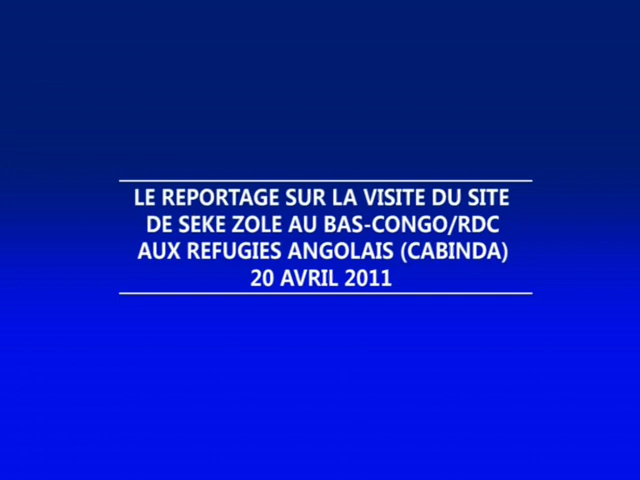 LE REPORTAGE SUR LA VISITE DU SITE
DE SEKE ZOLE AU BAS-CONGO/RDC
AUX REFUGIES ANGOLAIS (CABINDA)
20 AVRIL 2011